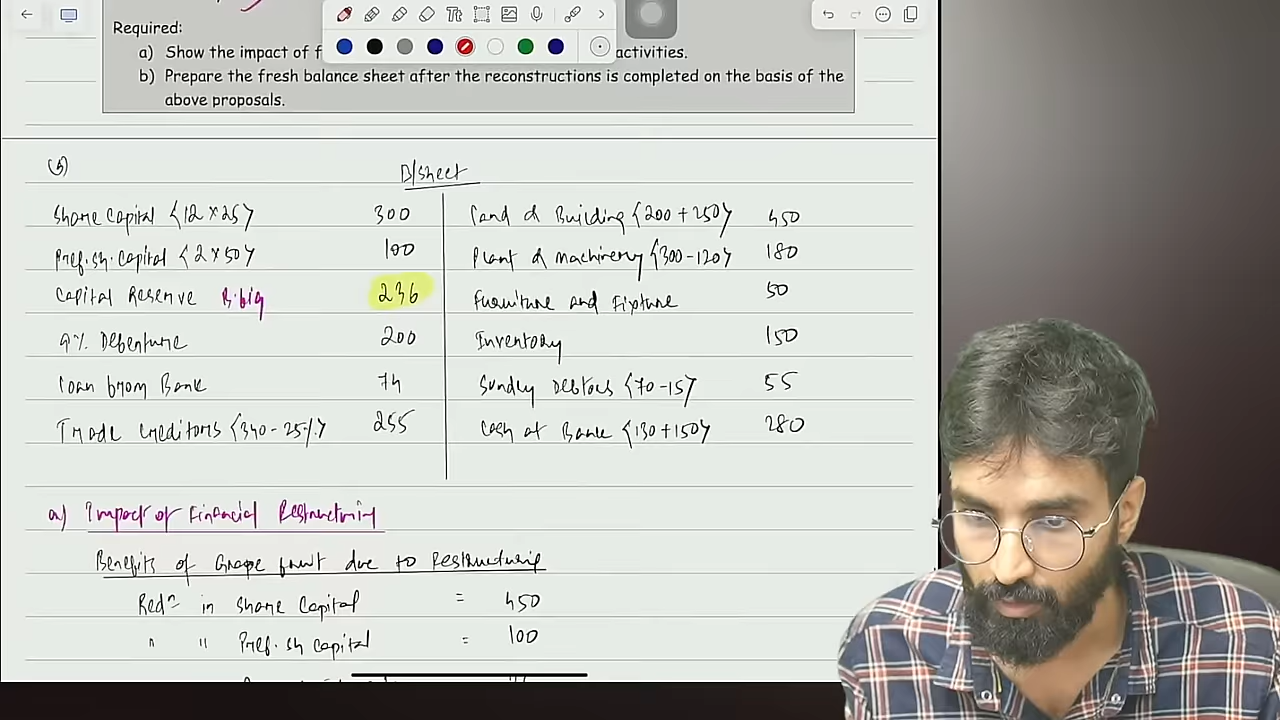 Required:
a) Show the impact of f activities.
b) Prepare the fresh balance sheet after the reconstructions is completed on the basis of the
above proposals.
(b) B/sheet
Share Capital {12 x 25} 300 Land & Building {200 + 250} 450
Pref. sh. Capital {2 x 50} 100 Plant & Machinery {300 - 120} 180
Capital Reserve B.fig 236 Furniture and Fixture 50
9% Debenture 200 Inventory 150
Loan from Bank 74 Sundry Debtors {70 - 15} 55
Trade Creditors {340 - 25%} 255 Cash at Bank {130 + 150} 280
a) Impact of Financial Restructuring
Benefits of Grape fruit due to Restructuring
Redn in Share Capital = 450
" " Pref. sh Capital = 100